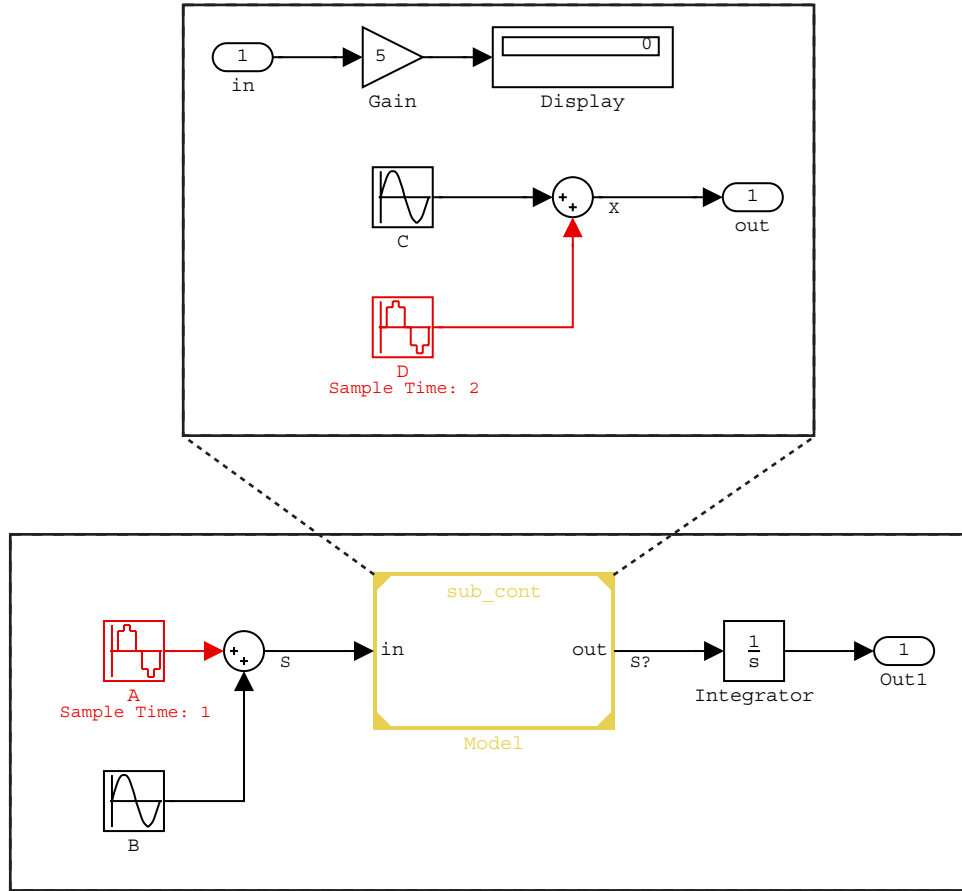 1
5
0
in
Gain
Display
+
+
X
1
C
out
D
Sample Time: 2
sub_cont
+
+
S
in
out
S?
1
s
1
A
Sample Time: 1
Integrator
Out1
Model
B